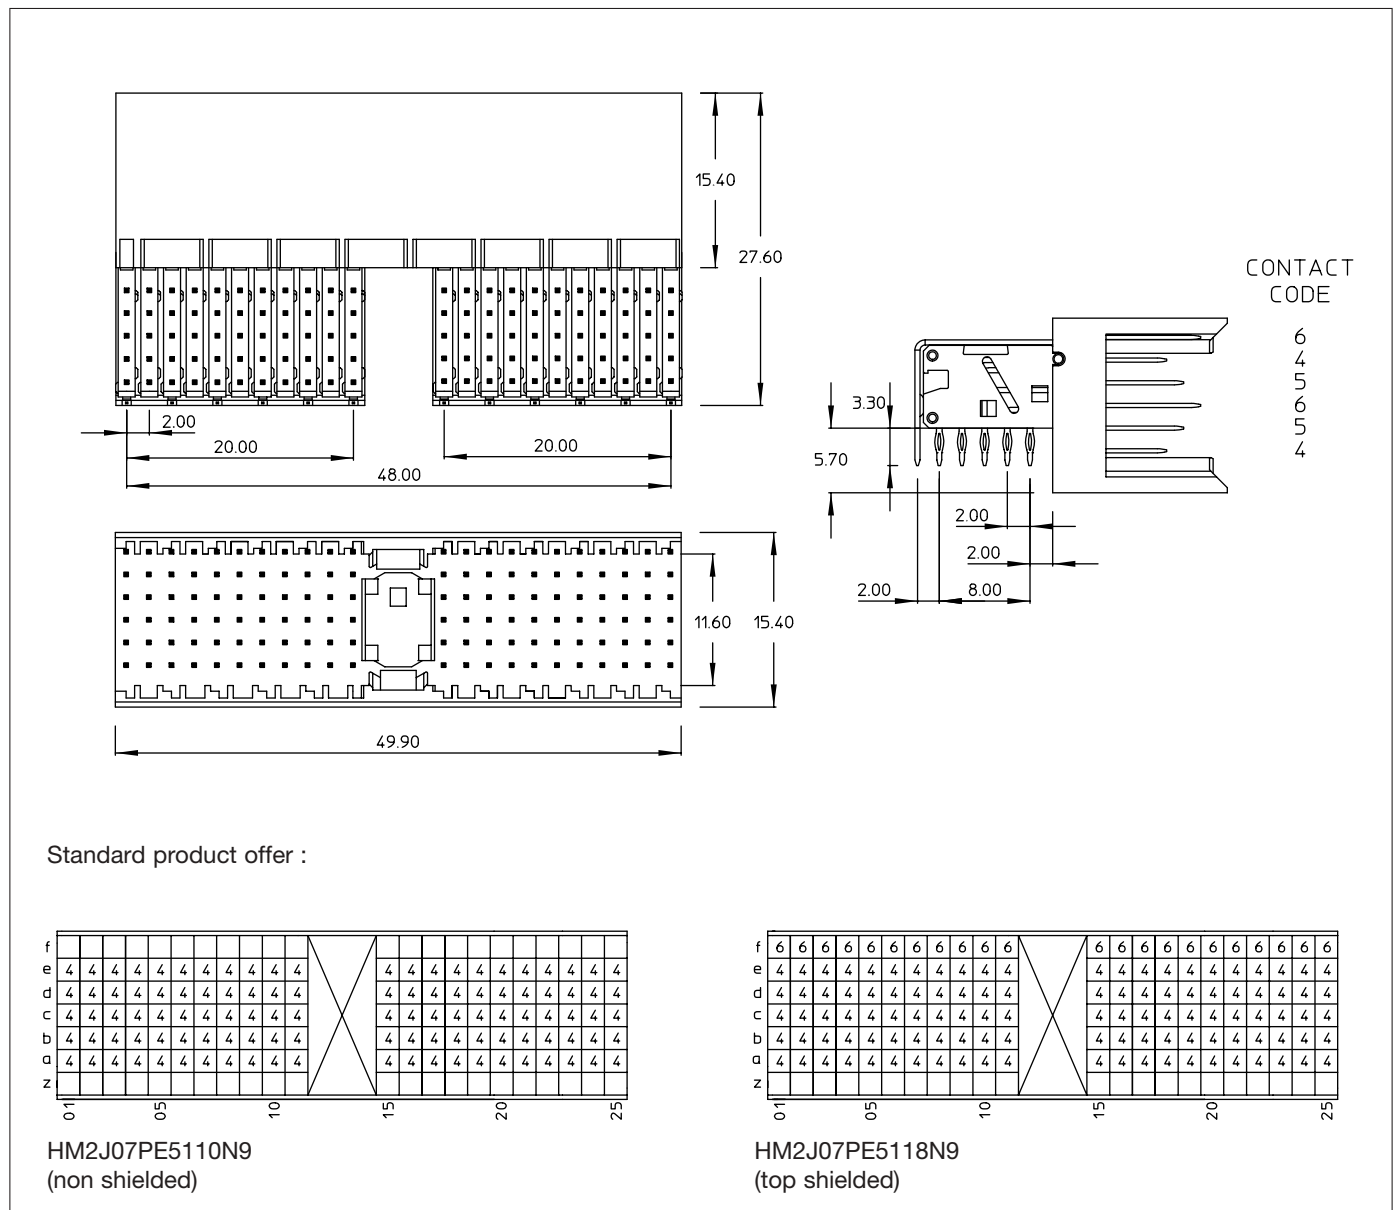 15.40
27.60
2.00
20.00
20.00
48.00
CONTACT
CODE
6
4
5
6
5
4
3.30
5.70
2.00
2.00
2.00
8.00
11.60
15.40
49.90
Standard product offer :
f
e 4 4 4 4 4 4 4 4 4 4 4 4 4 4 4 4 4 4 4 4 4 4
d 4 4 4 4 4 4 4 4 4 4 4 4 4 4 4 4 4 4 4 4 4 4
c 4 4 4 4 4 4 4 4 4 4 4 4 4 4 4 4 4 4 4 4 4 4
b 4 4 4 4 4 4 4 4 4 4 4 4 4 4 4 4 4 4 4 4 4 4
a 4 4 4 4 4 4 4 4 4 4 4 4 4 4 4 4 4 4 4 4 4 4
z
01 05 10 15 20 25
HM2J07PE5110N9
(non shielded)
f 6 6 6 6 6 6 6 6 6 6 6 6 6 6 6 6 6 6 6 6 6 6
e 4 4 4 4 4 4 4 4 4 4 4 4 4 4 4 4 4 4 4 4 4 4
d 4 4 4 4 4 4 4 4 4 4 4 4 4 4 4 4 4 4 4 4 4 4
c 4 4 4 4 4 4 4 4 4 4 4 4 4 4 4 4 4 4 4 4 4 4
b 4 4 4 4 4 4 4 4 4 4 4 4 4 4 4 4 4 4 4 4 4 4
a 4 4 4 4 4 4 4 4 4 4 4 4 4 4 4 4 4 4 4 4 4 4
z
01 05 10 15 20 25
HM2J07PE5118N9
(top shielded)